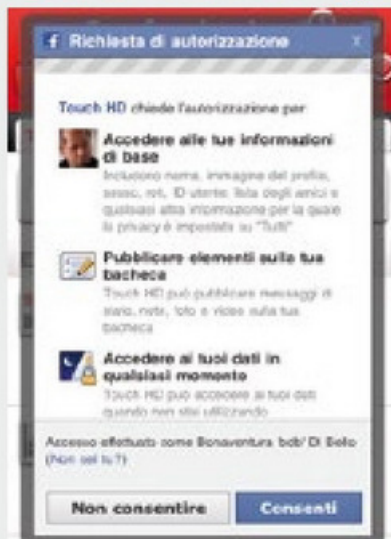 Richiesta di autorizzazione
x
Touch HD chiede l'autorizzazione per
Accedere alle tue informazioni
di base
Includono nome, immagine del profilo,
sesso, reti, ID utente, lista degli amici e
qualsiasi altra informazione per la quale
la privacy è impostata su "Tutti"
Pubblicare elementi sulla tua
bacheca
Touch HD può pubblicare messaggi di
stato, note, foto e video sulla tua
bacheca
Accedere ai tuoi dati in
qualsiasi momento
Touch HD può accedere ai tuoi dati
quando non stai utilizzando
Accesso effettuato come Bonaventura Di Bello
(Non sei tu?)
Non consentire
Consenti